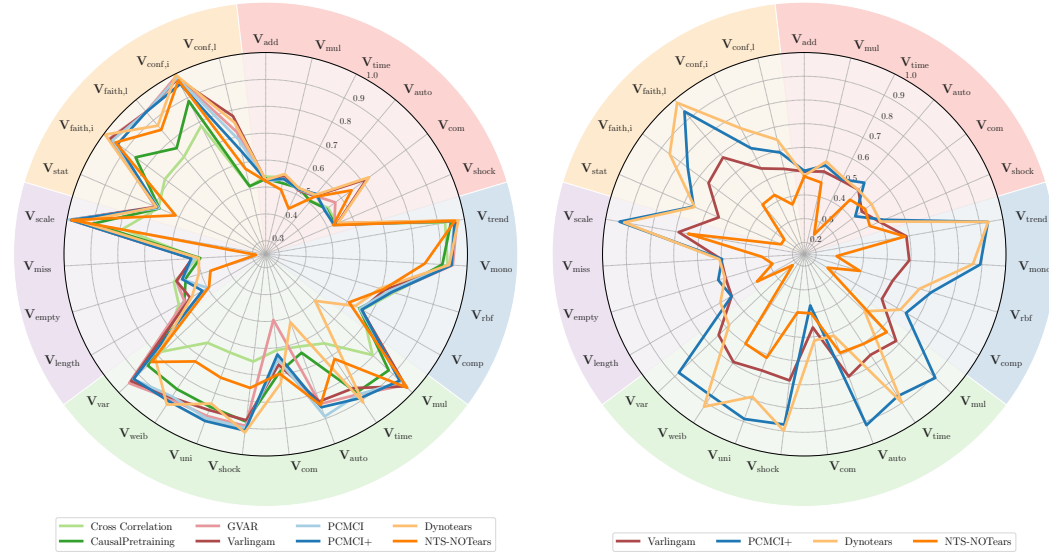 V_add
V_mul
V_time
V_auto
V_com
V_shock
V_trend
V_mono
V_rbf
V_comp
V_mul
V_time
V_auto
V_com
V_shock
V_uni
V_weib
V_var
V_length
V_empty
V_miss
V_scale
V_stat
V_faith,i
V_faith,l
V_conf,i
V_conf,l
1.0
0.9
0.8
0.7
0.6
0.4
0.3
Cross Correlation
GVAR
PCMCI
Dynotears
CausalPretraining
Varlingam
PCMCI+
NTS-NOTears
V_add
V_mul
V_time
V_auto
V_com
V_shock
V_trend
V_mono
V_rbf
V_comp
V_mul
V_time
V_auto
V_com
V_shock
V_uni
V_weib
V_var
V_length
V_empty
V_miss
V_scale
V_stat
V_faith,i
V_faith,l
V_conf,i
V_conf,l
1.0
0.9
0.8
0.7
0.6
0.5
0.4
0.3
0.2
Varlingam
PCMCI+
Dynotears
NTS-NOTears